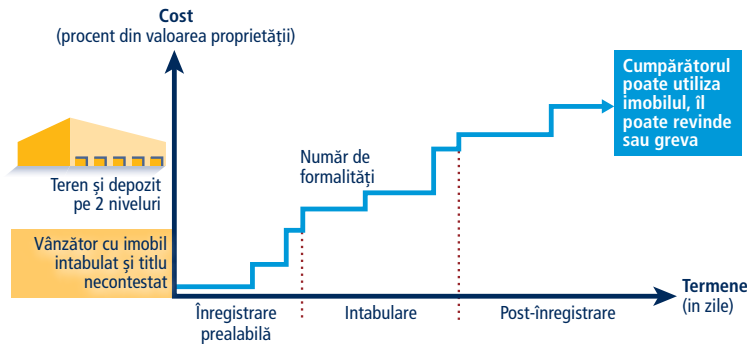 Cost
(procent din valoarea proprietății)
Cumpărătorul
poate utiliza
imobilul, îl
poate revinde
sau greva
Număr de
formalități
Teren și depozit
pe 2 niveluri
Vânzător cu imobil
intabulat și titlu
necontestat
Termene
(in zile)
Înregistrare
prealabilă
Intabulare
Post-înregistrare